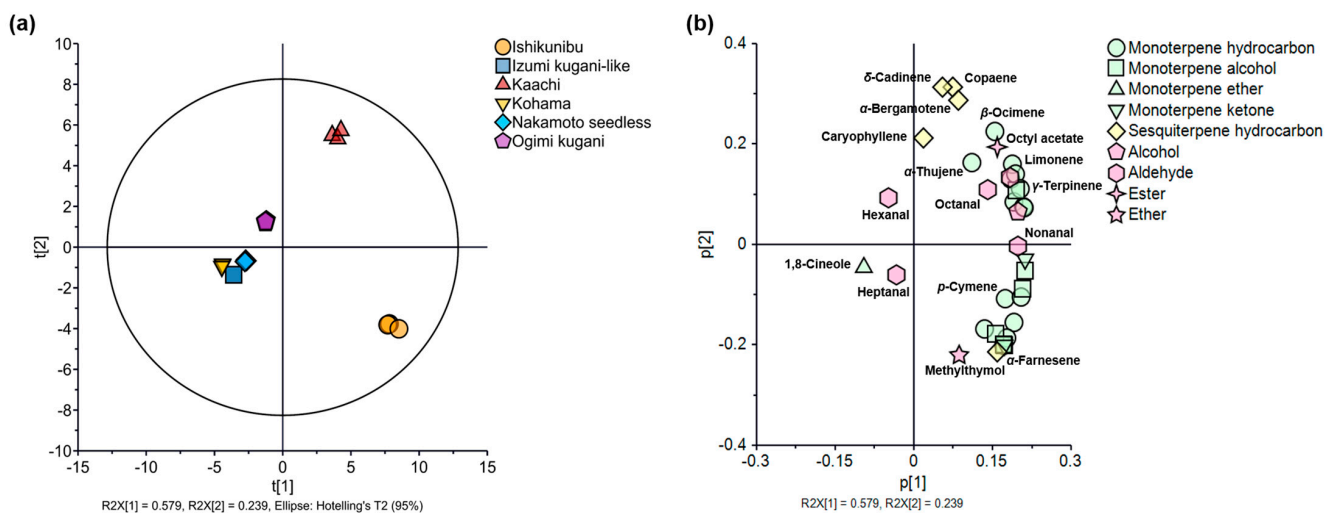 (a)
10
8
6
4
2
0
-2
-4
-6
-8
-10
t[2]
-15
-10
-5
0
5
10
15
t[1]
R2X[1] = 0.579, R2X[2] = 0.239, Ellipse: Hotelling's T2 (95%)
Ishikunibu
Izumi kugani-like
Kaachi
Kohama
Nakamoto seedless
Ogimi kugani
(b)
0.4
0.2
0
-0.2
-0.4
p[2]
δ-Cadinene
Copaene
α-Bergamotene
β-Ocimene
Caryophyllene
Octyl acetate
Limonene
α-Thujene
γ-Terpinene
Octanal
Hexanal
Nonanal
1,8-Cineole
Heptanal
p-Cymene
α-Farnesene
Methylthymol
-0.3
-0.15
0
0.15
0.3
p[1]
R2X[1] = 0.579, R2X[2] = 0.239
Monoterpene hydrocarbon
Monoterpene alcohol
Monoterpene ether
Monoterpene ketone
Sesquiterpene hydrocarbon
Alcohol
Aldehyde
Ester
Ether